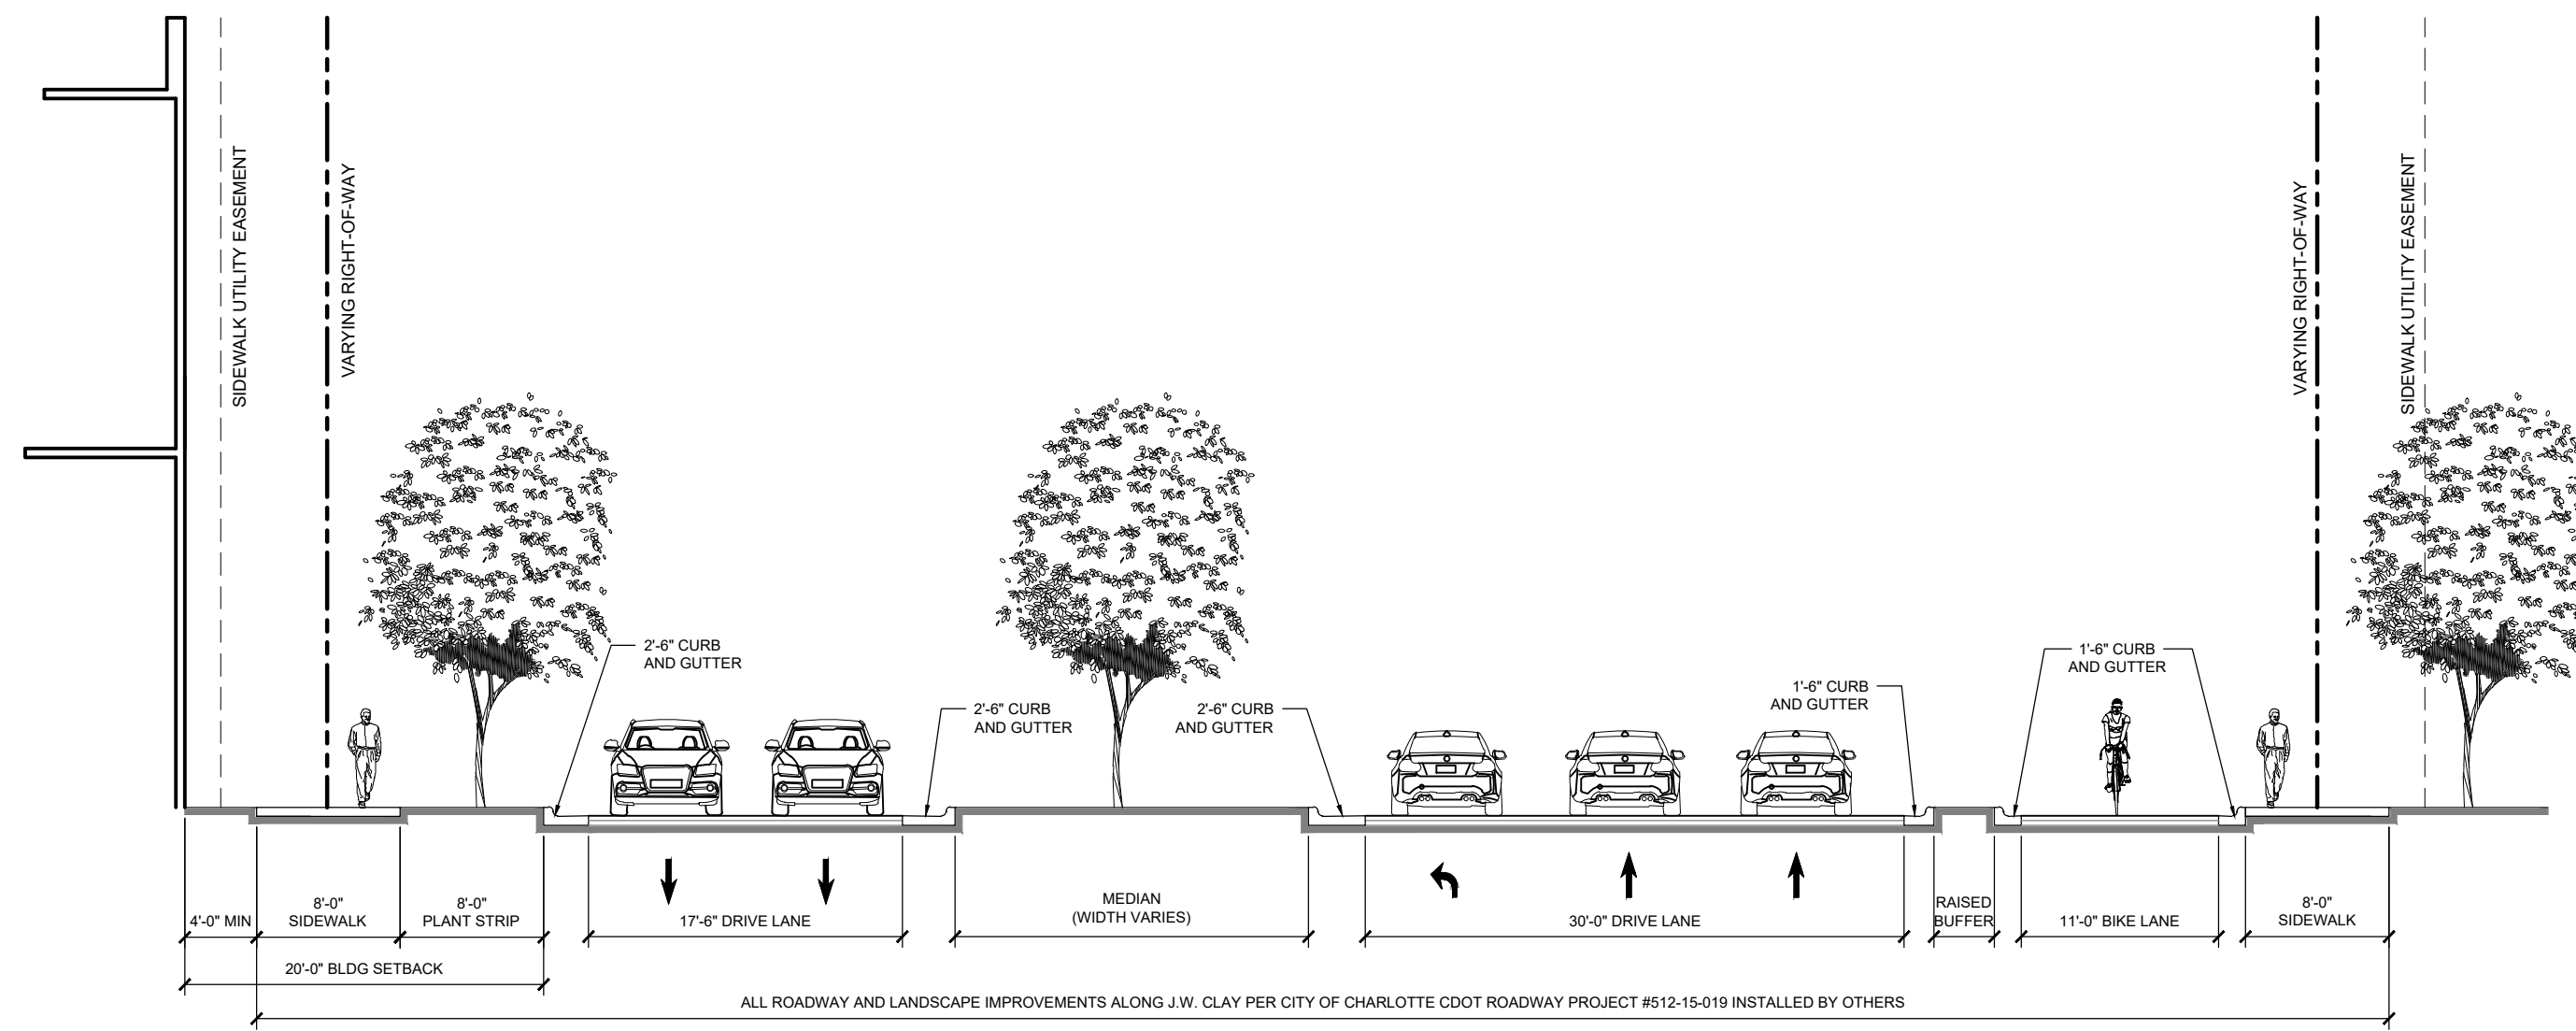 SIDEWALK UTILITY EASEMENT
VARYING RIGHT-OF-WAY
VARYING RIGHT-OF-WAY
SIDEWALK UTILITY EASEMENT
2'-6" CURB
AND GUTTER
2'-6" CURB
AND GUTTER
2'-6" CURB
AND GUTTER
1'-6" CURB
AND GUTTER
1'-6" CURB
AND GUTTER
4'-0" MIN
8'-0"
SIDEWALK
8'-0"
PLANT STRIP
17'-6" DRIVE LANE
MEDIAN
(WIDTH VARIES)
30'-0" DRIVE LANE
RAISED
BUFFER
11'-0" BIKE LANE
8'-0"
SIDEWALK
20'-0" BLDG SETBACK
ALL ROADWAY AND LANDSCAPE IMPROVEMENTS ALONG J.W. CLAY PER CITY OF CHARLOTTE CDOT ROADWAY PROJECT #512-15-019 INSTALLED BY OTHERS